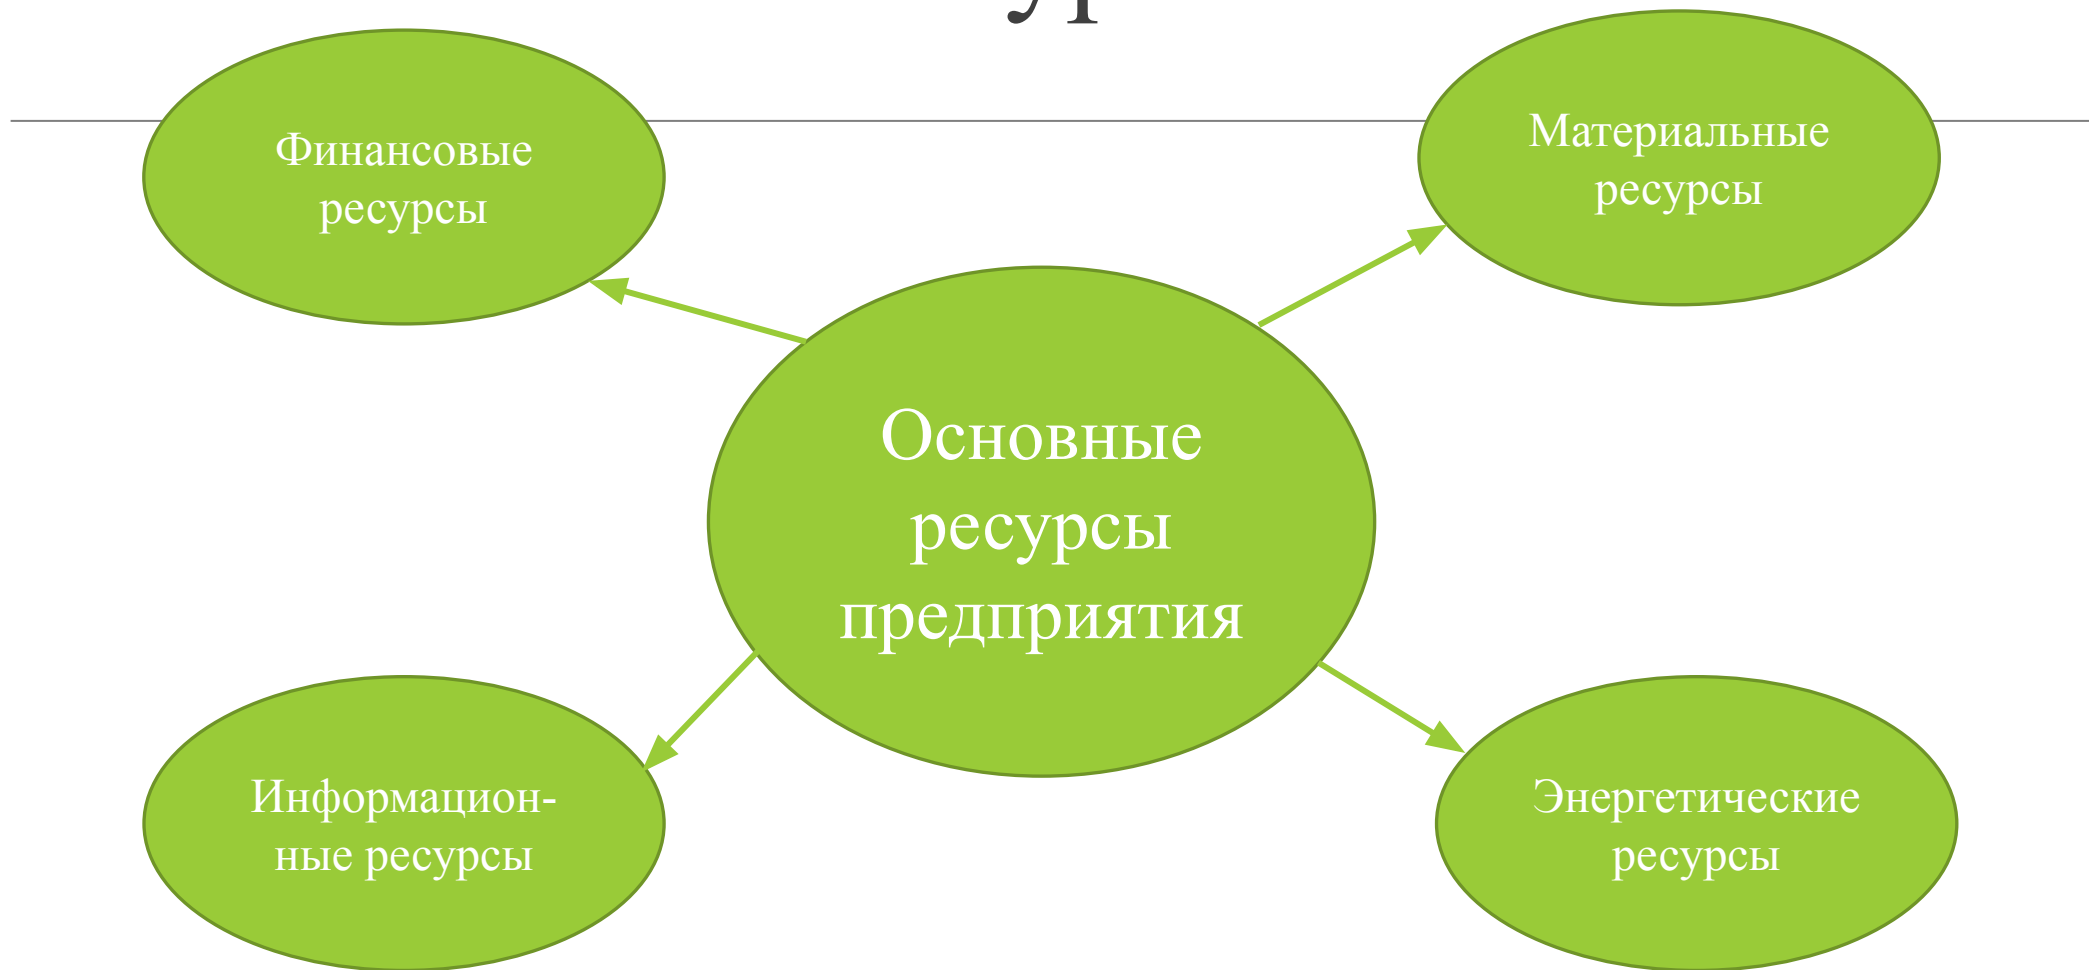 Финансовые
ресурсы
Материальные
ресурсы
Основные
ресурсы
предприятия
Информацион-
ные ресурсы
Энергетические
ресурсы